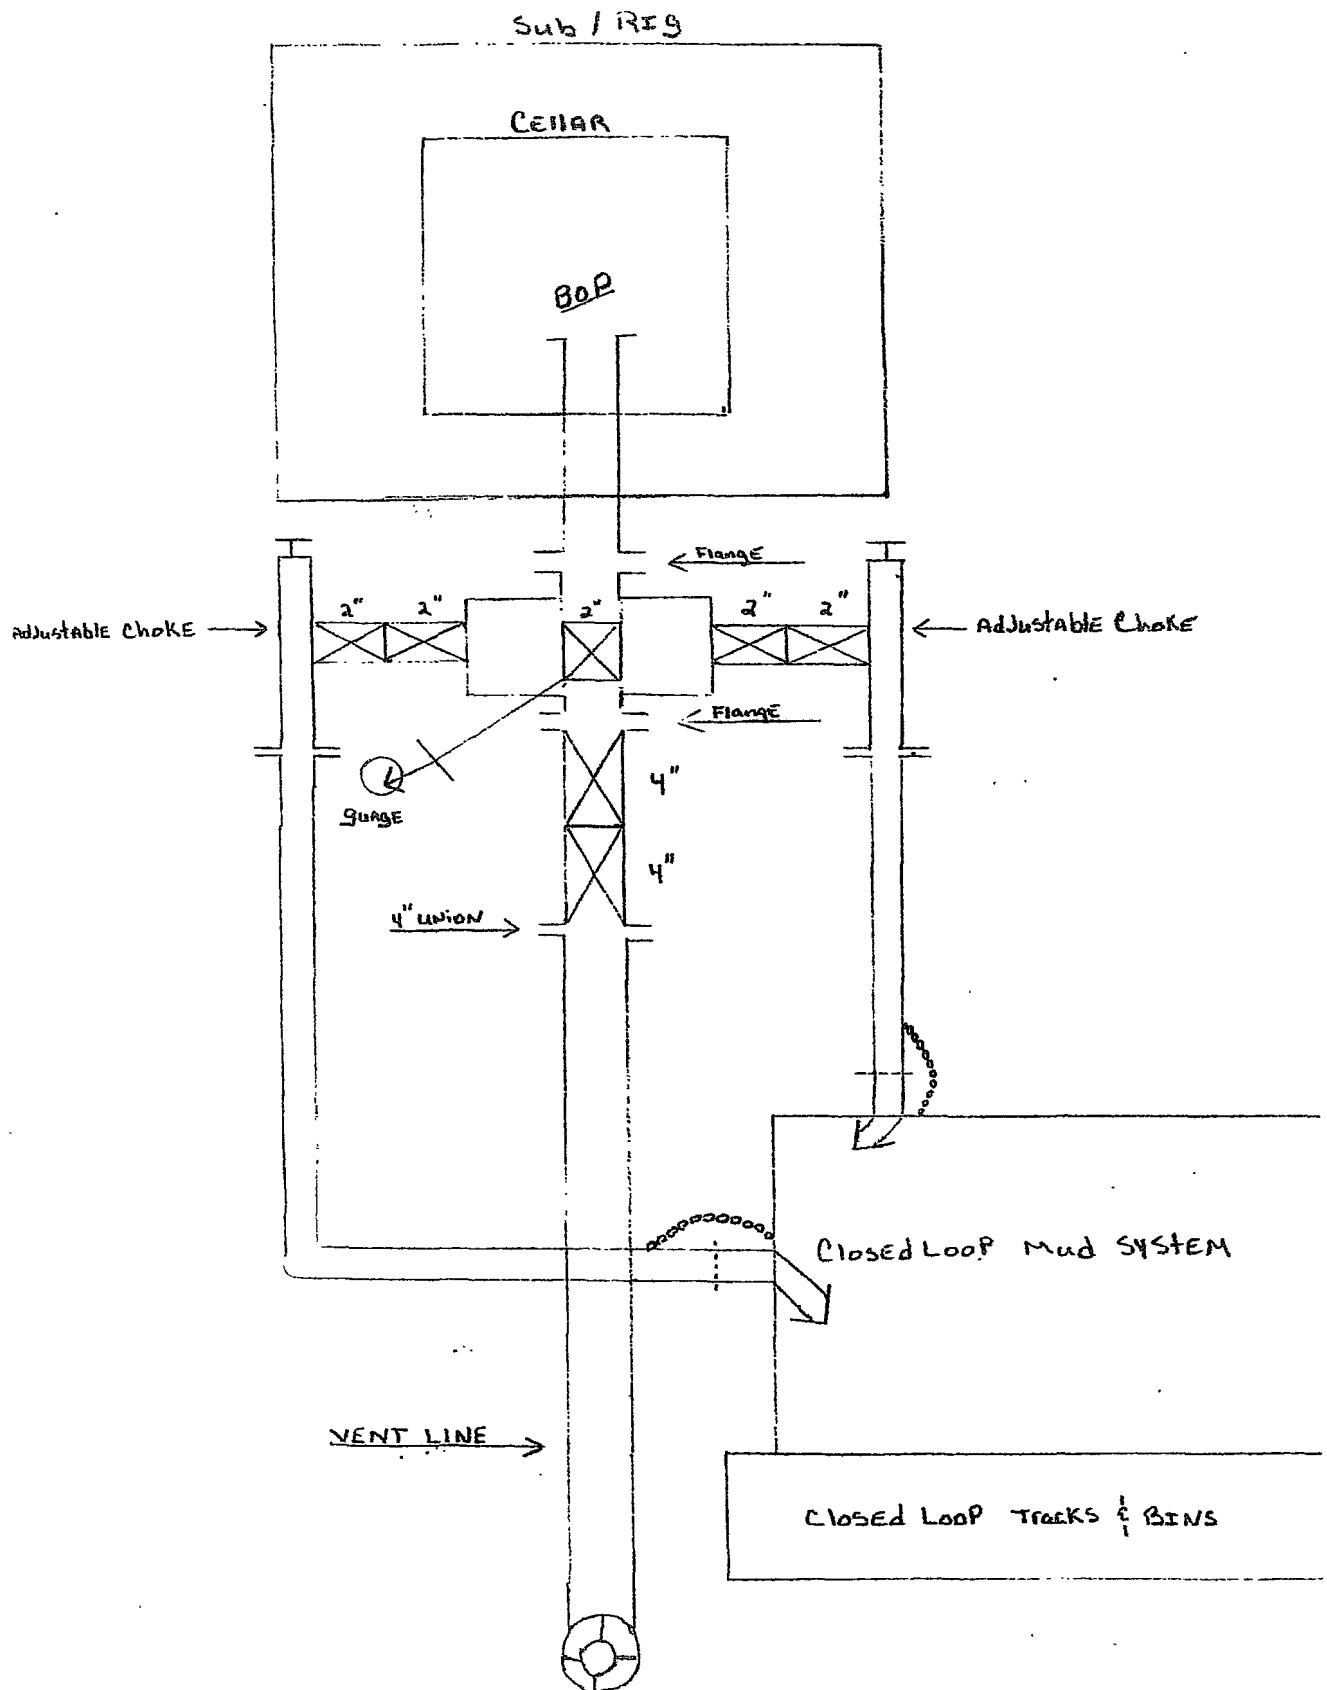 Sub / RIg
CEllAR
BOP
FlangE
2" 2" 2" 2" 2"
AdJustablE ChoKE
AdJustablE ChoKE
FlangE
4"
guagE
4"
4" UNION
Closed Loop Mud SYSTEM
VENT LINE
Closed Loop Tracks & BINS